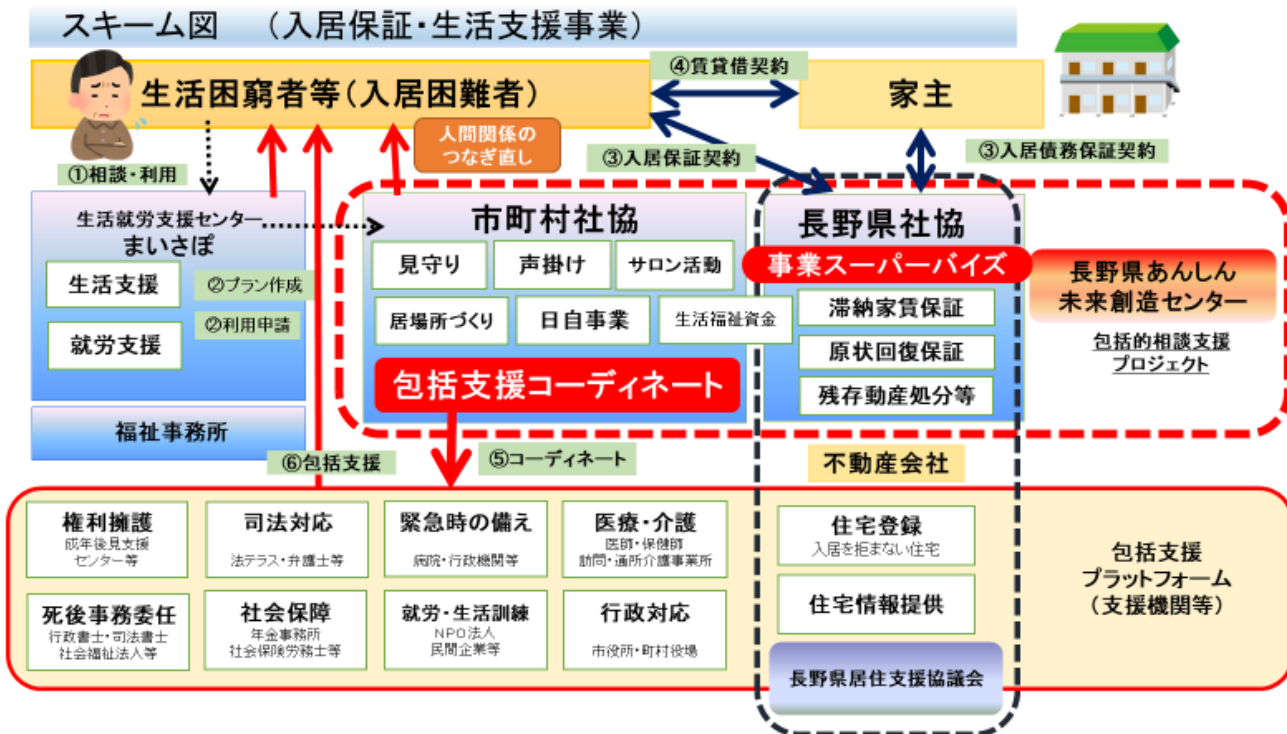 スキーム図　(入居保証・生活支援事業)
生活困窮者等(入居困難者)
④賃貸借契約
家主
人間関係の
つなぎ直し
③入居保証契約
③入居債務保証契約
①相談・利用
生活就労支援センター
まいさぽ
生活支援
②プラン作成
就労支援
②利用申請
福祉事務所
市町村社協
見守り
声掛け
サロン活動
居場所づくり
日自事業
生活福祉資金
包括支援コーディネート
長野県社協
事業スーパーバイズ
滞納家賃保証
原状回復保証
残存動産処分等
長野県あんしん
未来創造センター
包括的相談支援
プロジェクト
⑥包括支援
⑤コーディネート
不動産会社
権利擁護
成年後見支援
センター等
司法対応
法テラス・弁護士等
緊急時の備え
病院・行政機関等
医療・介護
医師・保健師
訪問・通所介護事業所
住宅登録
入居を拒まない住宅
死後事務委任
行政書士・司法書士
社会福祉法人等
社会保障
年金事務所
社会保険労務士等
就労・生活訓練
NPO法人
民間企業等
行政対応
市役所・町村役場
住宅情報提供
長野県居住支援協議会
包括支援
プラットフォーム
(支援機関等)